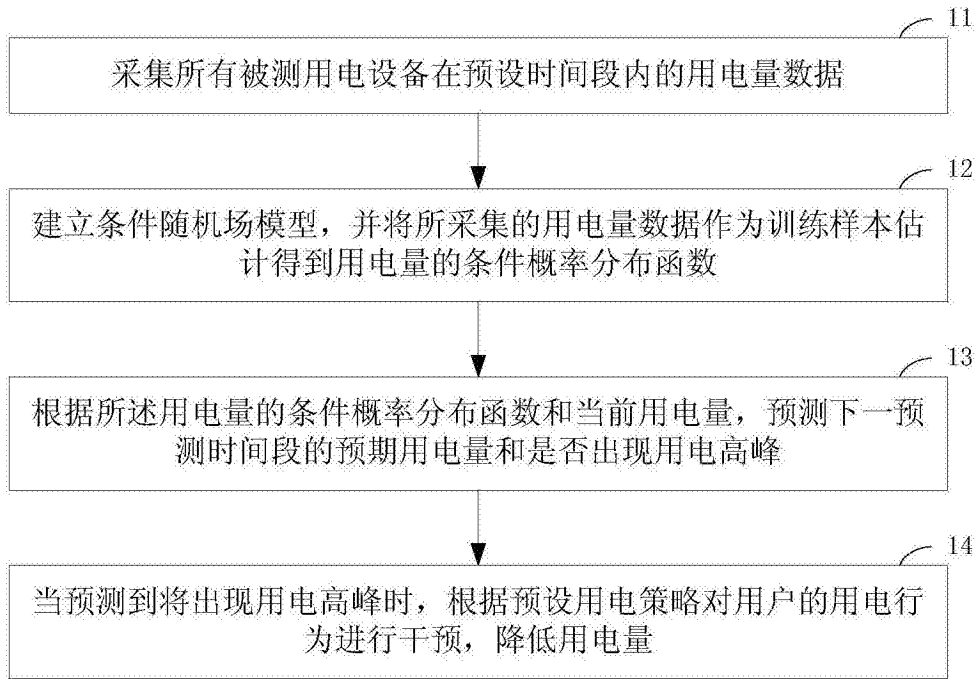 11
采集所有被测用电设备在预设时间段内的用电量数据
12
建立条件随机场模型，并将所采集的用电量数据作为训练样本估
计得到用电量的条件概率分布函数
13
根据所述用电量的条件概率分布函数和当前用电量，预测下一预
测时间段的预期用电量和是否出现用电高峰
14
当预测到将出现用电高峰时，根据预设用电策略对用户的用电行
为进行干预，降低用电量